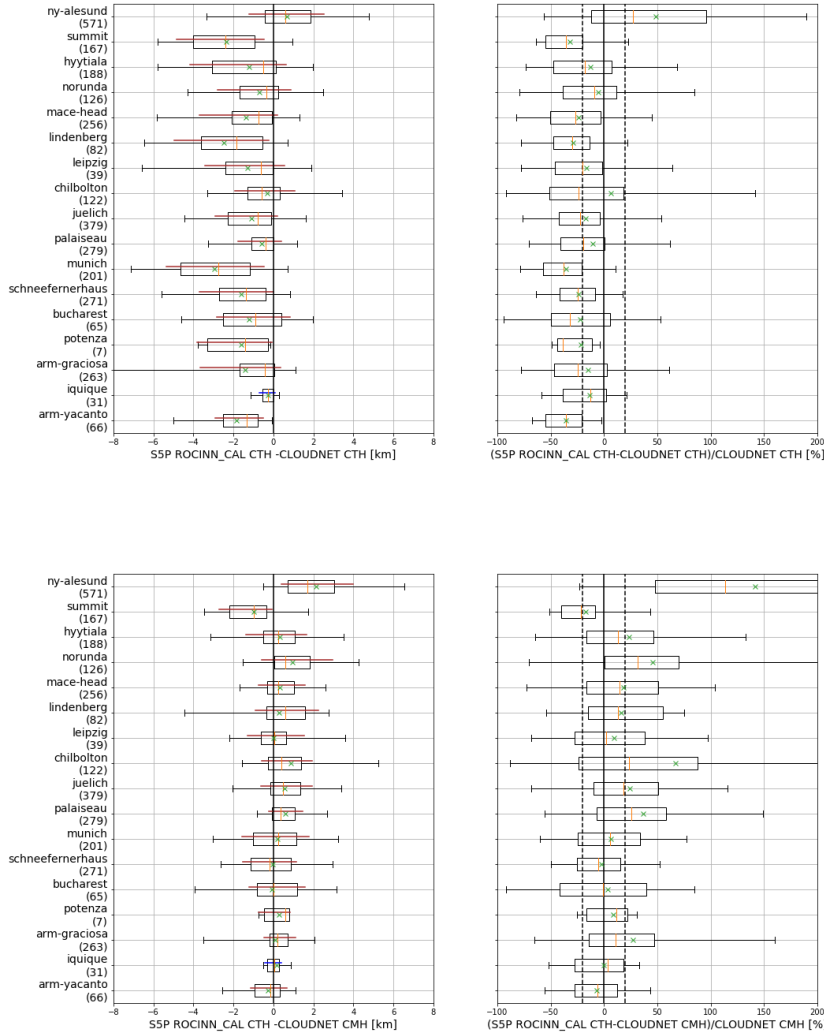 ny-alesund
(571)
summit
(167)
hyytiala
(188)
norunda
(126)
mace-head
(256)
lindenberg
(82)
leipzig
(39)
chilbolton
(122)
juelich
(379)
palaiseau
(279)
munich
(201)
schneefernerhaus
(271)
bucharest
(65)
potenza
(7)
arm-graciosa
(263)
iquique
(31)
arm-yacanto
(66)
−8 −6 −4 −2 0 2 4 6 8
S5P ROCINN_CAL CTH -CLOUDNET CTH [km]
−100 −50 0 50 100 150 200
(S5P ROCINN_CAL CTH-CLOUDNET CTH)/CLOUDNET CTH [%]
ny-alesund
(571)
summit
(167)
hyytiala
(188)
norunda
(126)
mace-head
(256)
lindenberg
(82)
leipzig
(39)
chilbolton
(122)
juelich
(379)
palaiseau
(279)
munich
(201)
schneefernerhaus
(271)
bucharest
(65)
potenza
(7)
arm-graciosa
(263)
iquique
(31)
arm-yacanto
(66)
−8 −6 −4 −2 0 2 4 6 8
S5P ROCINN_CAL CTH -CLOUDNET CMH [km]
−100 −50 0 50 100 150 200
(S5P ROCINN_CAL CTH-CLOUDNET CMH)/CLOUDNET CMH [%